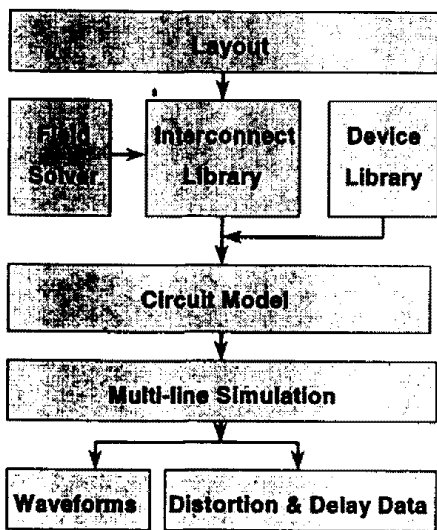 Layout
Field Interconnect Device
Solver Library Library
Circuit Model
Multi-line Simulation
Waveforms Distortion & Delay Data